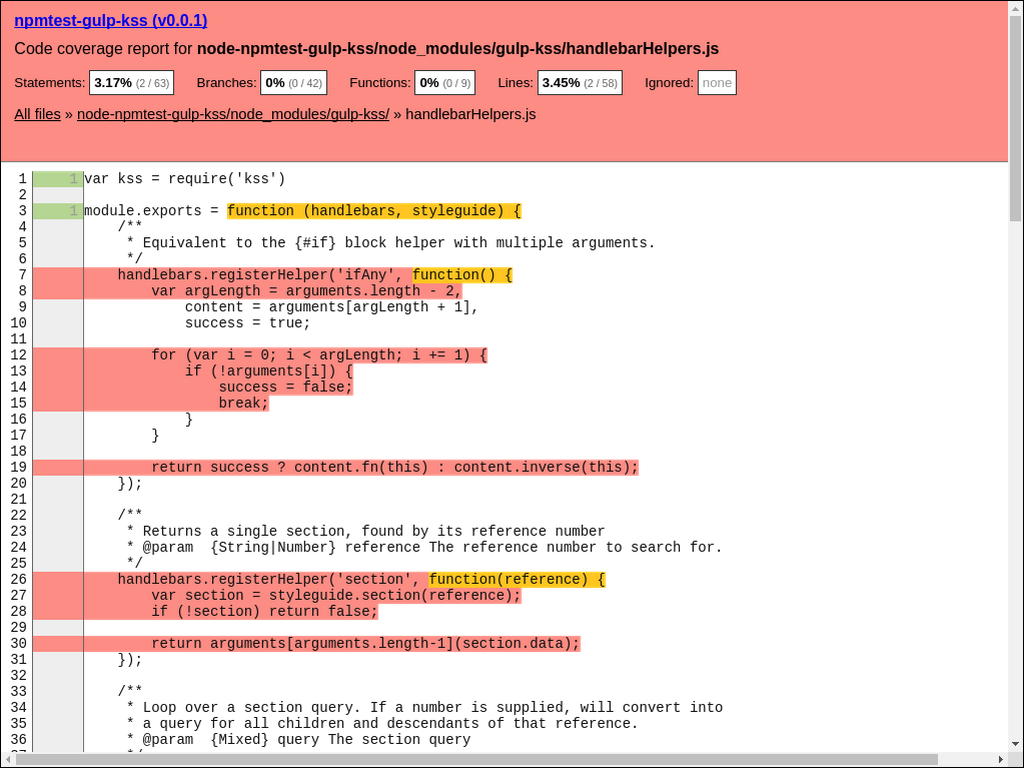 npmtest-gulp-kss (v0.0.1)
Code coverage report for node-npmtest-gulp-kss/node_modules/gulp-kss/handlebarHelpers.js
Statements: 3.17% (2 / 63) Branches: 0% (0 / 42) Functions: 0% (0 / 9) Lines: 3.45% (2 / 58) Ignored: none
All files » node-npmtest-gulp-kss/node_modules/gulp-kss/ » handlebarHelpers.js
1 1 var kss = require('kss')
2
3 1 module.exports = function (handlebars, styleguide) {
4 /**
5 * Equivalent to the {#if} block helper with multiple arguments.
6 */
7 handlebars.registerHelper('ifAny', function() {
8 var argLength = arguments.length - 2,
9 content = arguments[argLength + 1],
10 success = true;
11
12 for (var i = 0; i < argLength; i += 1) {
13 if (!arguments[i]) {
14 success = false;
15 break;
16 }
17 }
18
19 return success ? content.fn(this) : content.inverse(this);
20 });
21
22 /**
23 * Returns a single section, found by its reference number
24 * @param  {String|Number} reference The reference number to search for.
25 */
26 handlebars.registerHelper('section', function(reference) {
27 var section = styleguide.section(reference);
28 if (!section) return false;
29
30 return arguments[arguments.length-1](section.data);
31 });
32
33 /**
34 * Loop over a section query. If a number is supplied, will convert into
35 * a query for all children and descendants of that reference.
36 * @param  {Mixed} query The section query